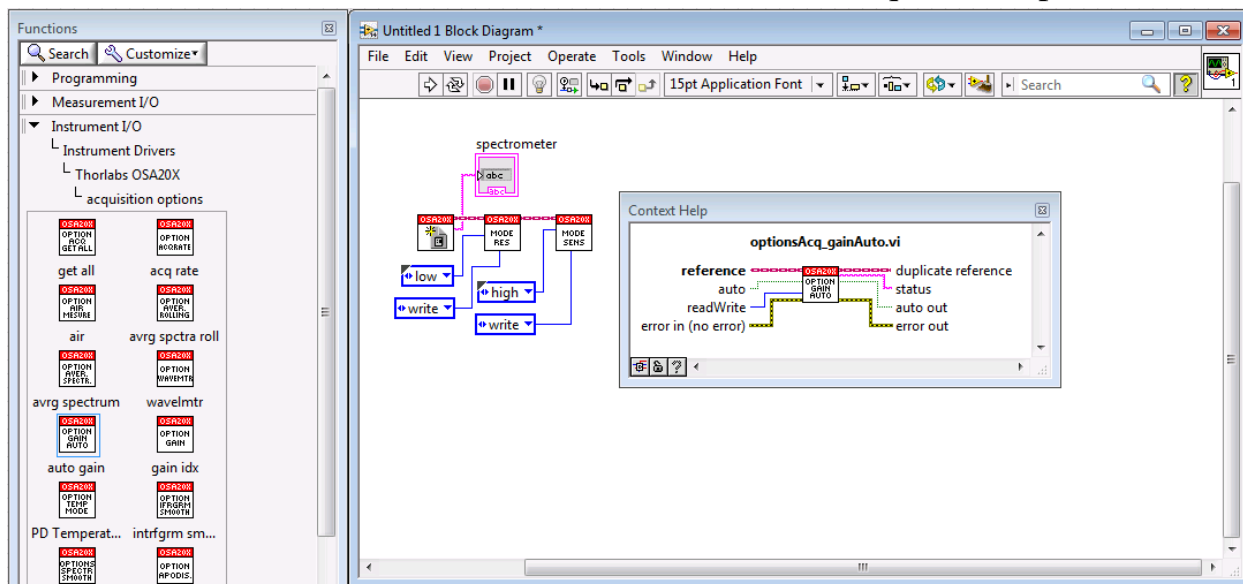 Functions
Search Customize
Programming
Measurement I/O
Instrument I/O
Instrument Drivers
Thorlabs OSA20X
acquisition options
OSA20X OSA20X
OPTION ACQ GETALL OPTION ACQRATE
get all acq rate
OSA20X OSA20X
OPTION AIR MESURE OPTION AVER. ROLLING
air avrg spctra roll
OSA20X OSA20X
OPTION AVER. SPECTR. OPTION WAVEMTR
avrg spectrum wavelmtr
OSA20X OSA20X
OPTION GAIN AUTO OPTION GAIN
auto gain gain idx
OSA20X OSA20X
OPTION TEMP MODE OPTION IFRGRM SMOOTH
PD Temperat... intrfgrm sm...
OSA20X OSA20X
OPTIONS SPECTR SMOOTH OPTION APODIS.
Untitled 1 Block Diagram *
File Edit View Project Operate Tools Window Help
15pt Application Font Search
1
spectrometer
abc
abc
OSA20X OSA20X OSA20X
MODE RES MODE SENS
low
high
write
write
Context Help
optionsAcq_gainAuto.vi
reference OSA20X duplicate reference
auto OPTION GAIN AUTO status
readWrite auto out
error in (no error) error out